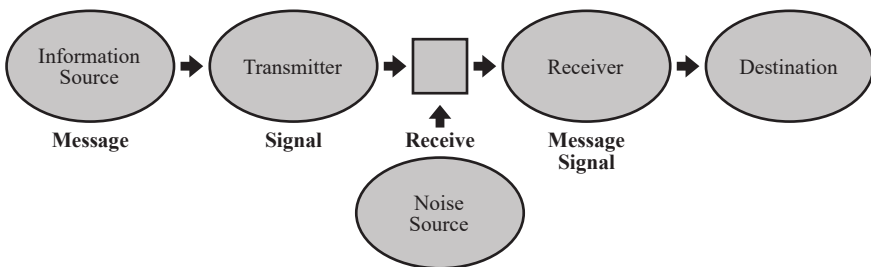 Information
Source
Transmitter
Receiver
Destination
Message
Signal
Receive
Message
Signal
Noise
Source